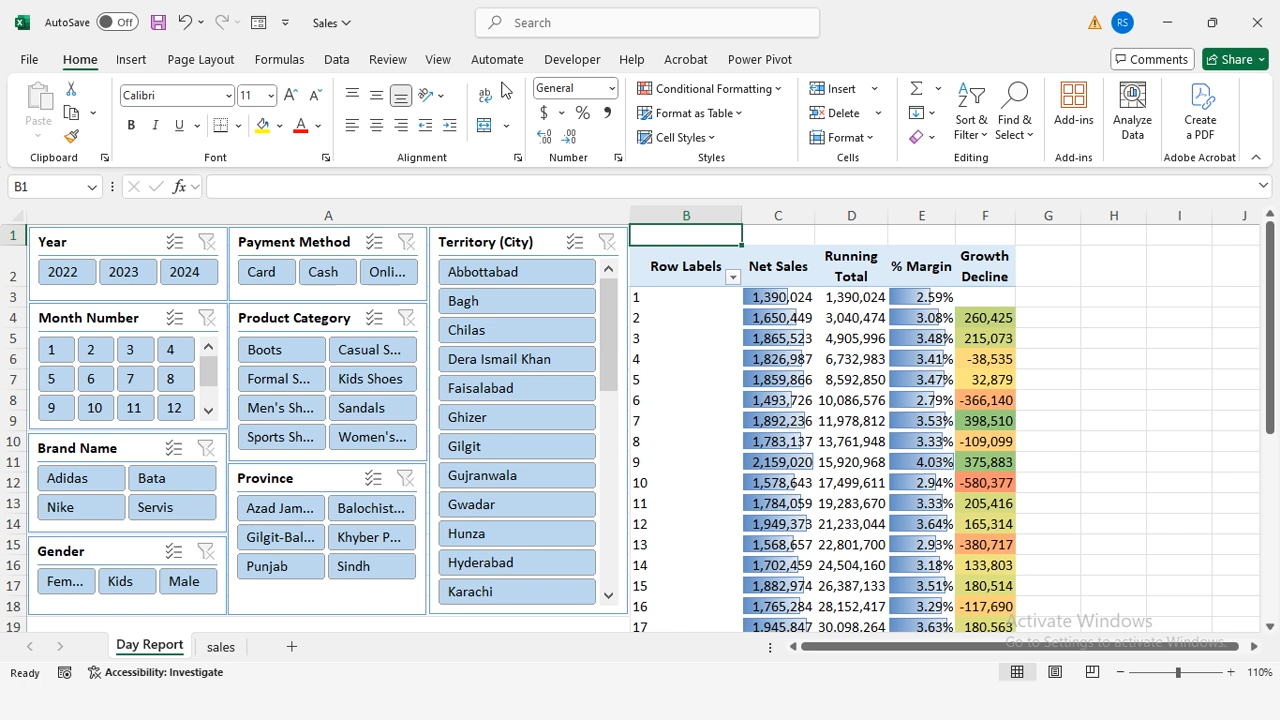 AutoSave Off Sales Search RS
File Home Insert Page Layout Formulas Data Review View Automate Developer Help Acrobat Power Pivot Comments Share
Paste Calibri 11 General Conditional Formatting Insert Sort & Find & Add-ins Analyze Create
B I U $ % , Format as Table Delete Filter Select Data a PDF
Cell Styles Format
Clipboard Font Alignment Number Styles Cells Editing Add-ins Adobe Acrobat
B1 fx
A B C D E F G H I J
Year
2022 2023 2024
Month Number
1 2 3 4
5 6 7 8
9 10 11 12
Brand Name
Adidas Bata
Nike Servis
Gender
Fem... Kids Male
Payment Method
Card Cash Onli...
Product Category
Boots Casual S...
Formal S... Kids Shoes
Men's Sh... Sandals
Sports Sh... Women's...
Province
Azad Jam... Balochist...
Gilgit-Bal... Khyber P...
Punjab Sindh
Territory (City)
Abbottabad
Bagh
Chilas
Dera Ismail Khan
Faisalabad
Ghizer
Gilgit
Gujranwala
Gwadar
Hunza
Hyderabad
Karachi
1
2 Row Labels Net Sales Running Total % Margin Growth Decline
3 1 1,390,024 1,390,024 2.59%
4 2 1,650,449 3,040,474 3.08% 260,425
5 3 1,865,523 4,905,996 3.48% 215,073
6 4 1,826,987 6,732,983 3.41% -38,535
7 5 1,859,866 8,592,850 3.47% 32,879
8 6 1,493,726 10,086,576 2.79% -366,140
9 7 1,892,236 11,978,812 3.53% 398,510
10 8 1,783,137 13,761,948 3.33% -109,099
11 9 2,159,020 15,920,968 4.03% 375,883
12 10 1,578,643 17,499,611 2.94% -580,377
13 11 1,784,059 19,283,670 3.33% 205,416
14 12 1,949,373 21,233,044 3.64% 165,314
15 13 1,568,657 22,801,700 2.93% -380,717
16 14 1,702,459 24,504,160 3.18% 133,803
17 15 1,882,974 26,387,133 3.51% 180,514
18 16 1,765,284 28,152,417 3.29% -117,690
19 17 1,945,847 30,098,264 3.63% 180,563
Activate Windows
Go to Settings to activate Windows.
Day Report sales
Ready Accessibility: Investigate 110%